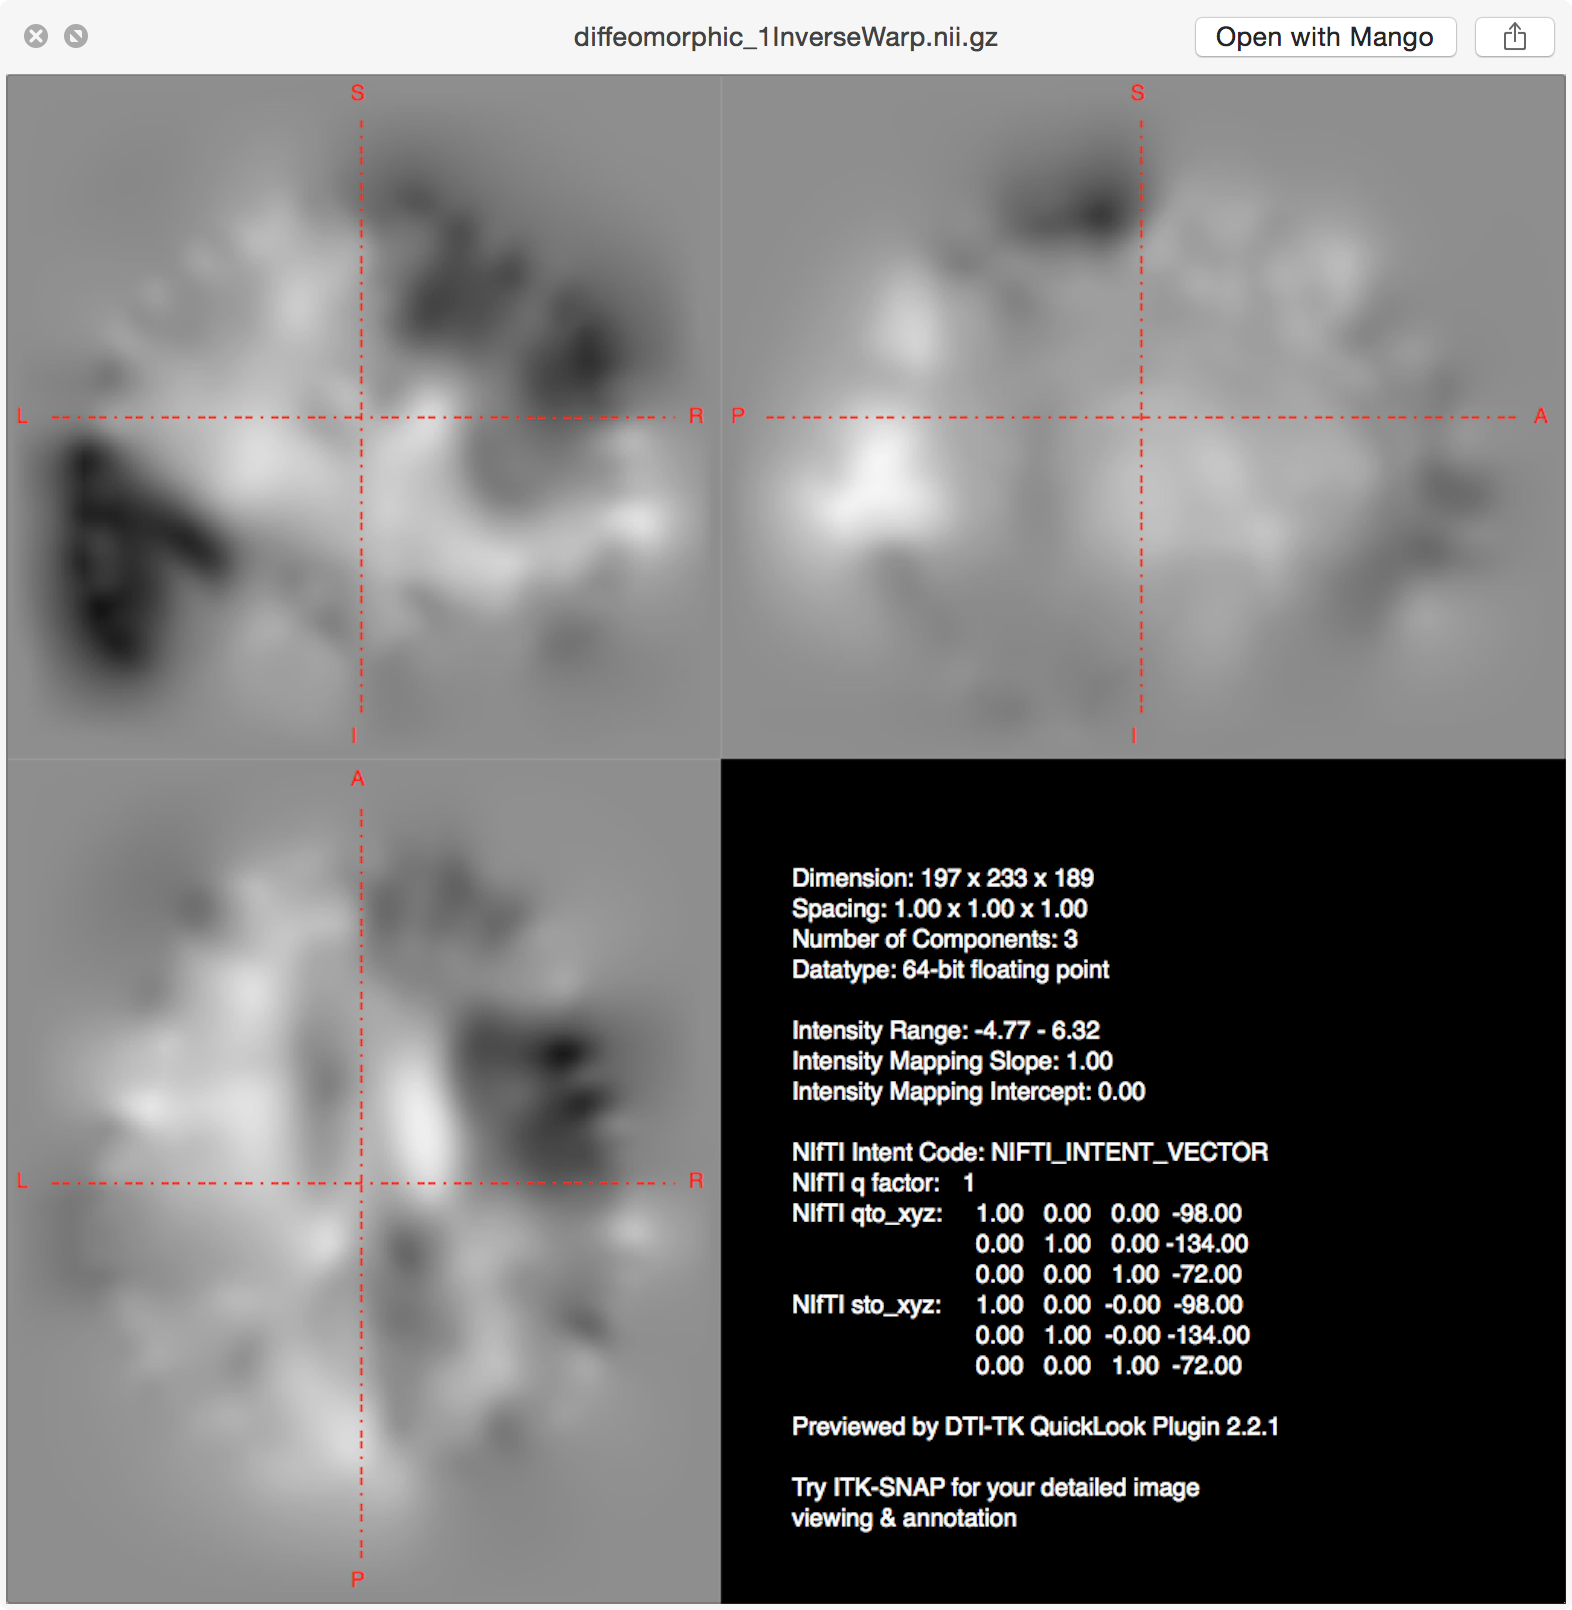 diffeomorphic_1InverseWarp.nii.gz
Open with Mango
S
L
R
I
S
P
A
I
A
L
R
P
Dimension: 197 x 233 x 189
Spacing: 1.00 x 1.00 x 1.00
Number of Components: 3
Datatype: 64-bit floating point
Intensity Range: -4.77 - 6.32
Intensity Mapping Slope: 1.00
Intensity Mapping Intercept: 0.00
NIfTI Intent Code: NIFTI_INTENT_VECTOR
NIfTI q factor: 1
NIfTI qto_xyz: 1.00 0.00 0.00 -98.00
0.00 1.00 0.00 -134.00
0.00 0.00 1.00 -72.00
NIfTI sto_xyz: 1.00 0.00 -0.00 -98.00
0.00 1.00 -0.00 -134.00
0.00 0.00 1.00 -72.00
Previewed by DTI-TK QuickLook Plugin 2.2.1
Try ITK-SNAP for your detailed image
viewing & annotation